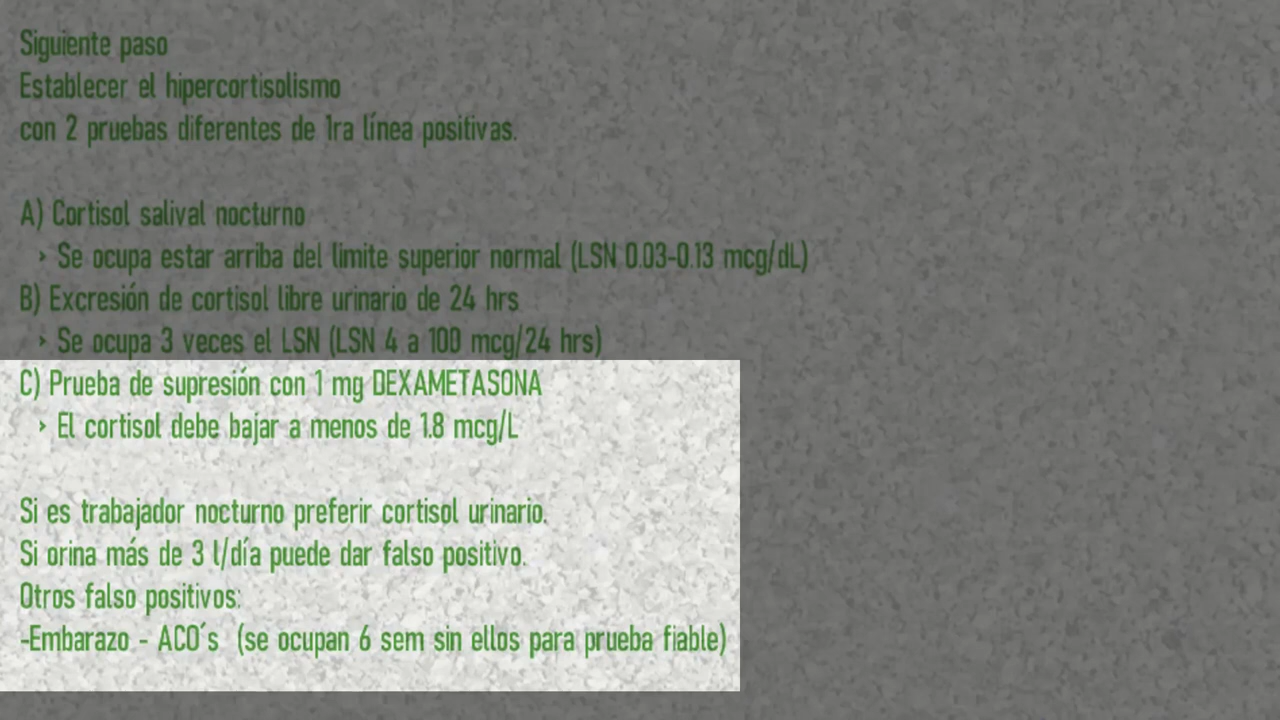 Siguiente paso
Establecer el hipercortisolismo
con 2 pruebas diferentes de 1ra línea positivas.
A) Cortisol salival nocturno
› Se ocupa estar arriba del limite superior normal (LSN 0.03-0.13 mcg/dL)
B) Excresión de cortisol libre urinario de 24 hrs
› Se ocupa 3 veces el LSN (LSN 4 a 100 mcg/24 hrs)
C) Prueba de supresión con 1 mg DEXAMETASONA
› El cortisol debe bajar a menos de 1.8 mcg/L
Si es trabajador nocturno preferir cortisol urinario.
Si orina más de 3 l/día puede dar falso positivo.
Otros falso positivos:
-Embarazo - ACO´s (se ocupan 6 sem sin ellos para prueba fiable)